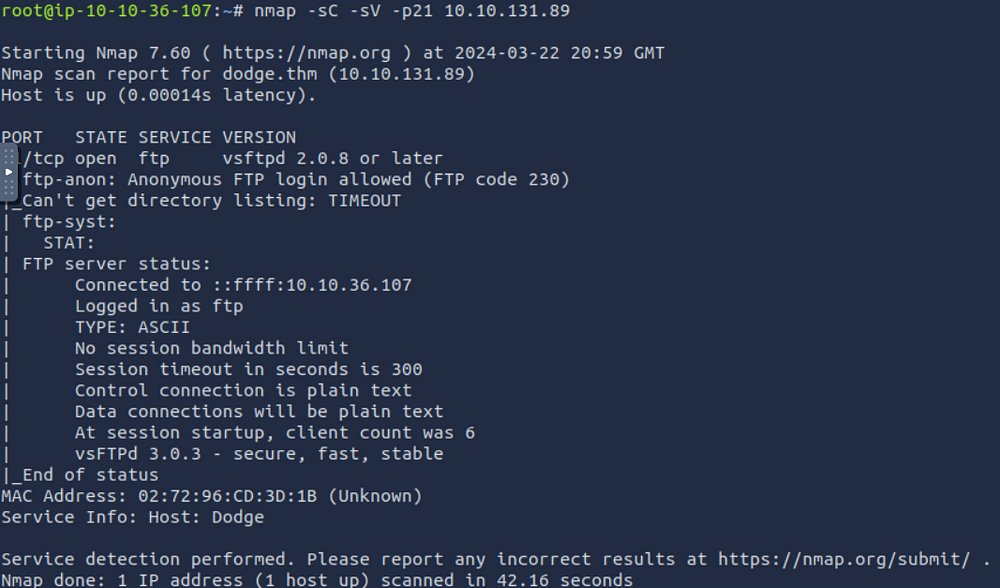 root@ip-10-10-36-107:~# nmap -sC -sV -p21 10.10.131.89
Starting Nmap 7.60 ( https://nmap.org ) at 2024-03-22 20:59 GMT
Nmap scan report for dodge.thm (10.10.131.89)
Host is up (0.00014s latency).
PORT   STATE SERVICE VERSION
/tcp open  ftp     vsftpd 2.0.8 or later
ftp-anon: Anonymous FTP login allowed (FTP code 230)
|_Can't get directory listing: TIMEOUT
| ftp-syst:
|   STAT:
| FTP server status:
|      Connected to ::ffff:10.10.36.107
|      Logged in as ftp
|      TYPE: ASCII
|      No session bandwidth limit
|      Session timeout in seconds is 300
|      Control connection is plain text
|      Data connections will be plain text
|      At session startup, client count was 6
|      vsFTPd 3.0.3 - secure, fast, stable
|_End of status
MAC Address: 02:72:96:CD:3D:1B (Unknown)
Service Info: Host: Dodge
Service detection performed. Please report any incorrect results at https://nmap.org/submit/ .
Nmap done: 1 IP address (1 host up) scanned in 42.16 seconds